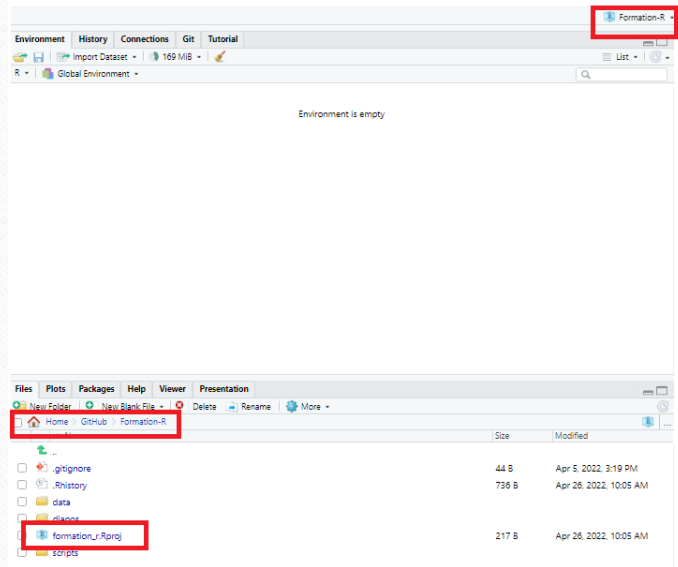 Formation-R
Environment History Connections Git Tutorial
Import Dataset 169 MiB List
R Global Environment
Environment is empty
Files Plots Packages Help Viewer Presentation
New Folder New Blank File Delete Rename More
Home GitHub Formation-R
Size Modified
..
.gitignore 44 B Apr 5, 2022, 3:19 PM
.Rhistory 736 B Apr 26, 2022, 10:05 AM
data
diapos
formation_r.Rproj 217 B Apr 26, 2022, 10:05 AM
scripts